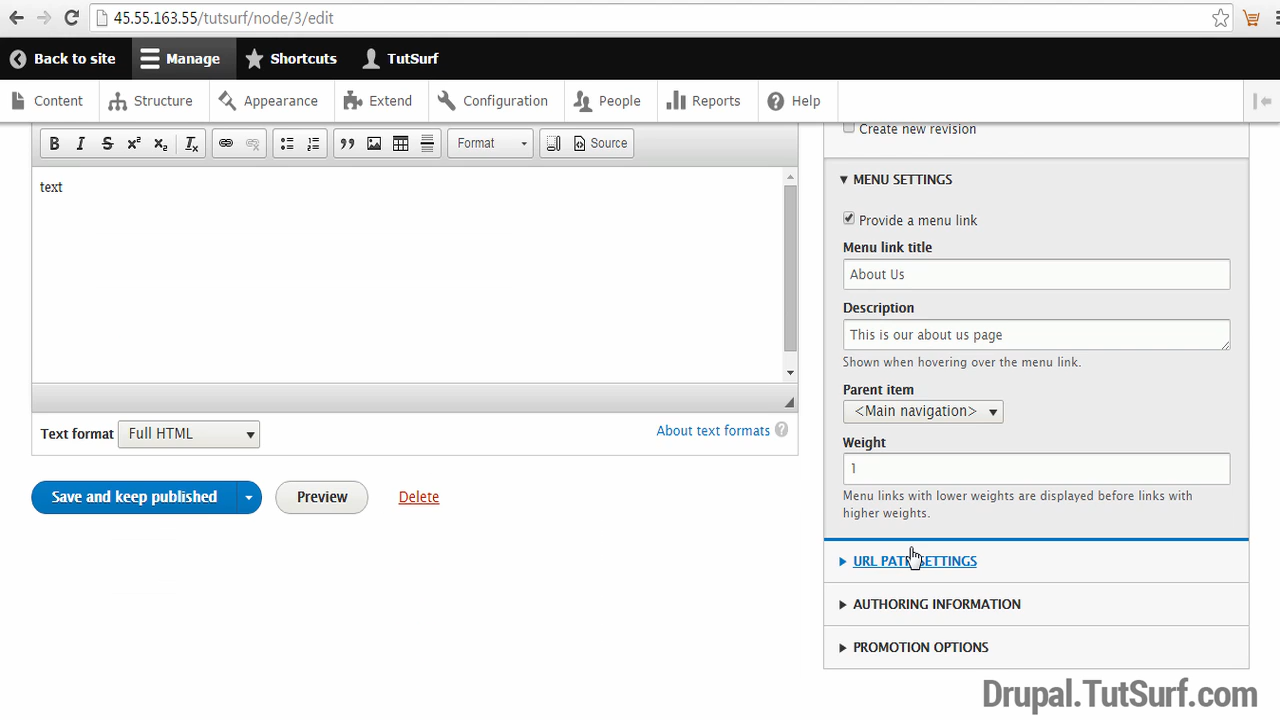 45.55.163.55/tutsurf/node/3/edit
Back to site Manage Shortcuts TutSurf
Content Structure Appearance Extend Configuration People Reports Help
B I S x² x₂ Tx Format Source
text
Text format Full HTML About text formats ?
Save and keep published Preview Delete
Create new revision
MENU SETTINGS
Provide a menu link
Menu link title
About Us
Description
This is our about us page
Shown when hovering over the menu link.
Parent item
<Main navigation>
Weight
1
Menu links with lower weights are displayed before links with
higher weights.
URL PATH SETTINGS
AUTHORING INFORMATION
PROMOTION OPTIONS
Drupal.TutSurf.com